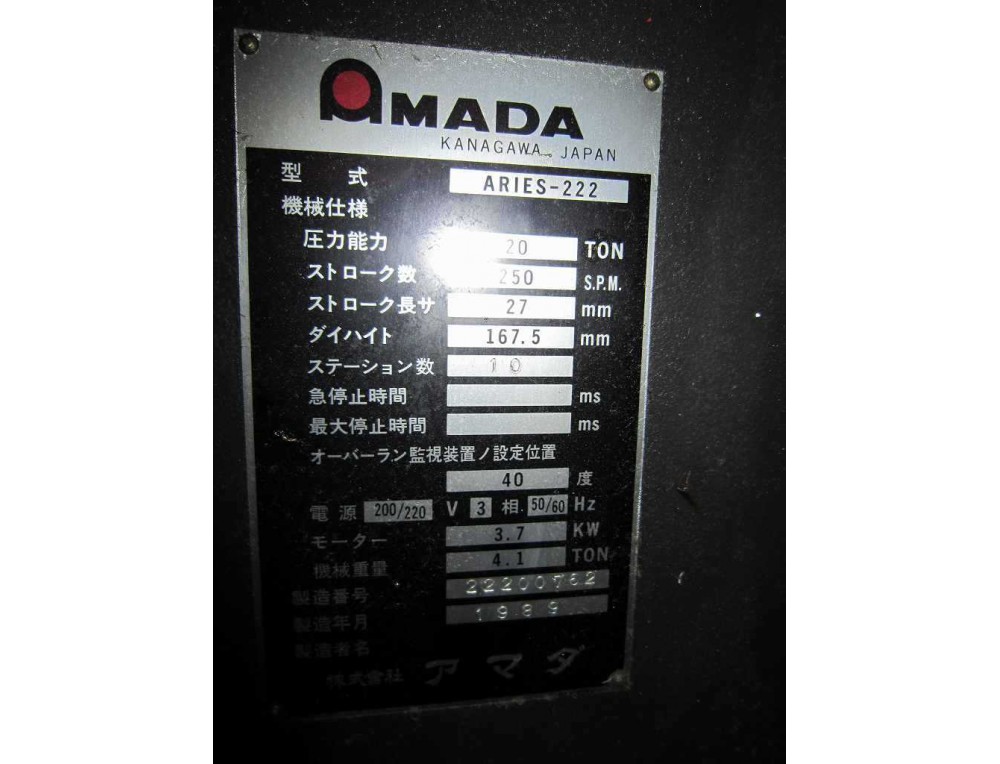 AMADA
KANAGAWA JAPAN
型式 ARIES-222
機械仕様
圧力能力 20 TON
ストローク数 250 S.P.M.
ストローク長サ 27 mm
ダイハイト 167.5 mm
ステーション数 10
急停止時間 ms
最大停止時間 ms
オーバーラン監視装置ノ設定位置
40 度
電源 200/220 V 3 相 50/60 Hz
モーター 3.7 KW
機械重量 4.1 TON
製造番号 22200762
製造年月 1989
製造者名
株式会社 アマダ